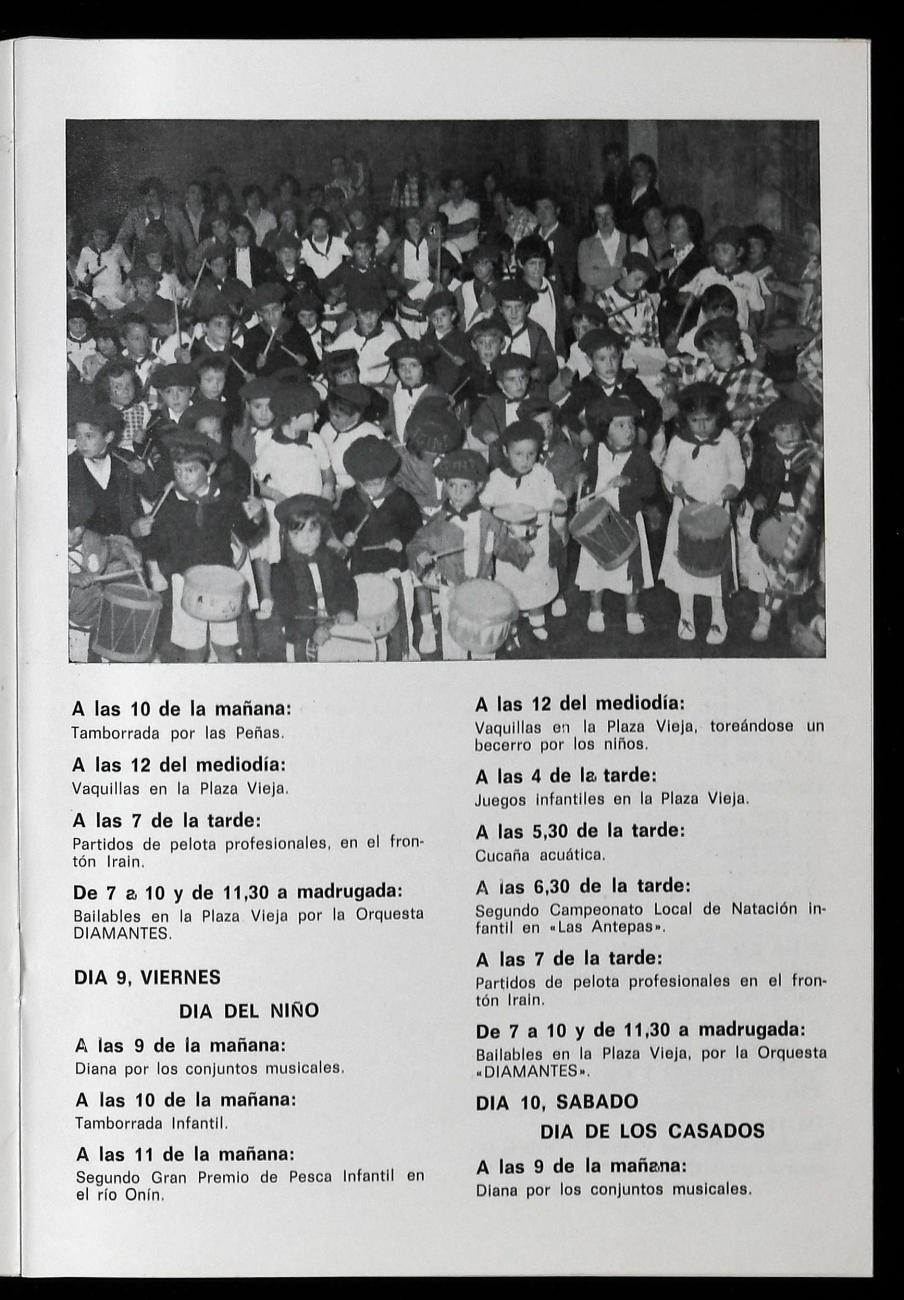 A las 10 de la mañana:
Tamborrada por las Peñas.
A las 12 del mediodía:
Vaquillas en la Plaza Vieja.
A las 7 de la tarde:
Partidos de pelota profesionales, en el fron-
tón Irain.
De 7 a 10 y de 11,30 a madrugada:
Bailables en la Plaza Vieja por la Orquesta
DIAMANTES.
DIA 9, VIERNES
DIA DEL NIÑO
A las 9 de la mañana:
Diana por los conjuntos musicales.
A las 10 de la mañana:
Tamborrada Infantil.
A las 11 de la mañana:
Segundo Gran Premio de Pesca Infantil en
el río Onín.
A las 12 del mediodía:
Vaquillas en la Plaza Vieja, toreándose un
becerro por los niños.
A las 4 de la tarde:
Juegos infantiles en la Plaza Vieja.
A las 5,30 de la tarde:
Cucaña acuática.
A las 6,30 de la tarde:
Segundo Campeonato Local de Natación in-
fantil en «Las Antepas».
A las 7 de la tarde:
Partidos de pelota profesionales en el fron-
tón Irain.
De 7 a 10 y de 11,30 a madrugada:
Bailables en la Plaza Vieja, por la Orquesta
«DIAMANTES».
DIA 10, SABADO
DIA DE LOS CASADOS
A las 9 de la mañana:
Diana por los conjuntos musicales.